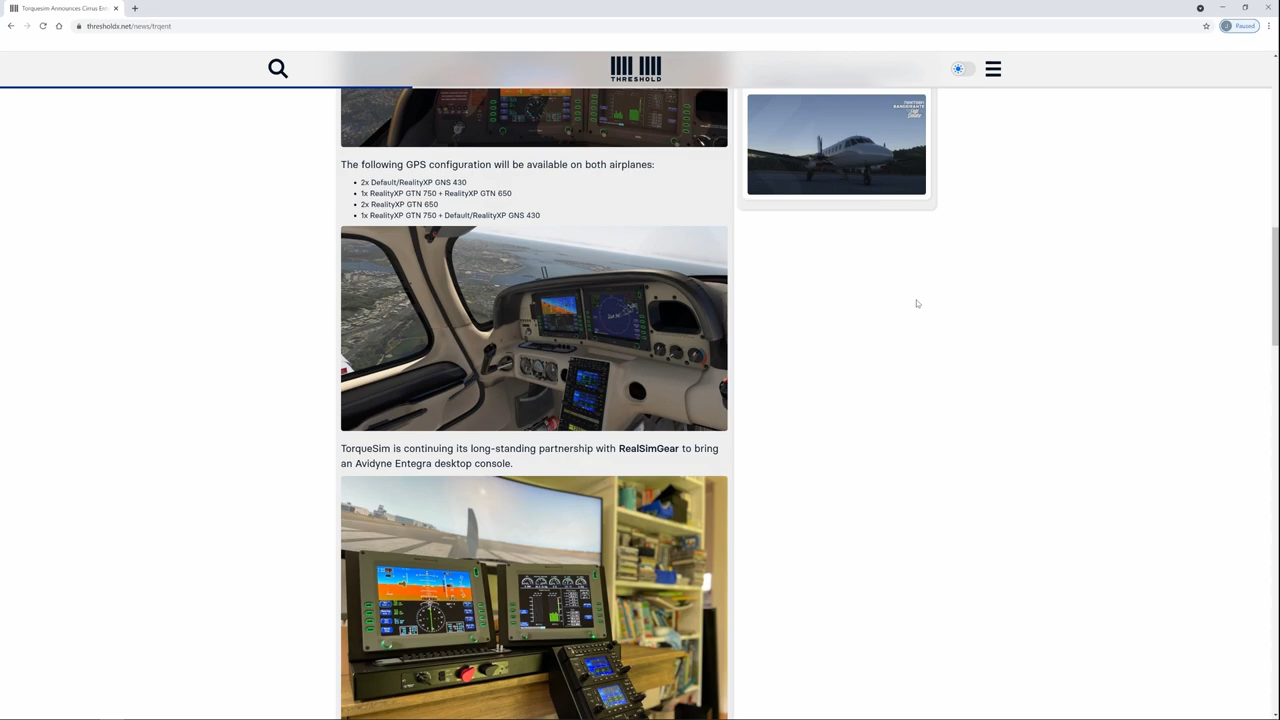 Torquesim Announces Cirrus En
thresholdx.net/news/trqent
Paused
THRESHOLD
The following GPS configuration will be available on both airplanes:
2x Default/RealityXP GNS 430
1x RealityXP GTN 750 + RealityXP GTN 650
2x RealityXP GTN 650
1x RealityXP GTN 750 + Default/RealityXP GNS 430
TorqueSim is continuing its long-standing partnership with RealSimGear to bring
an Avidyne Entegra desktop console.